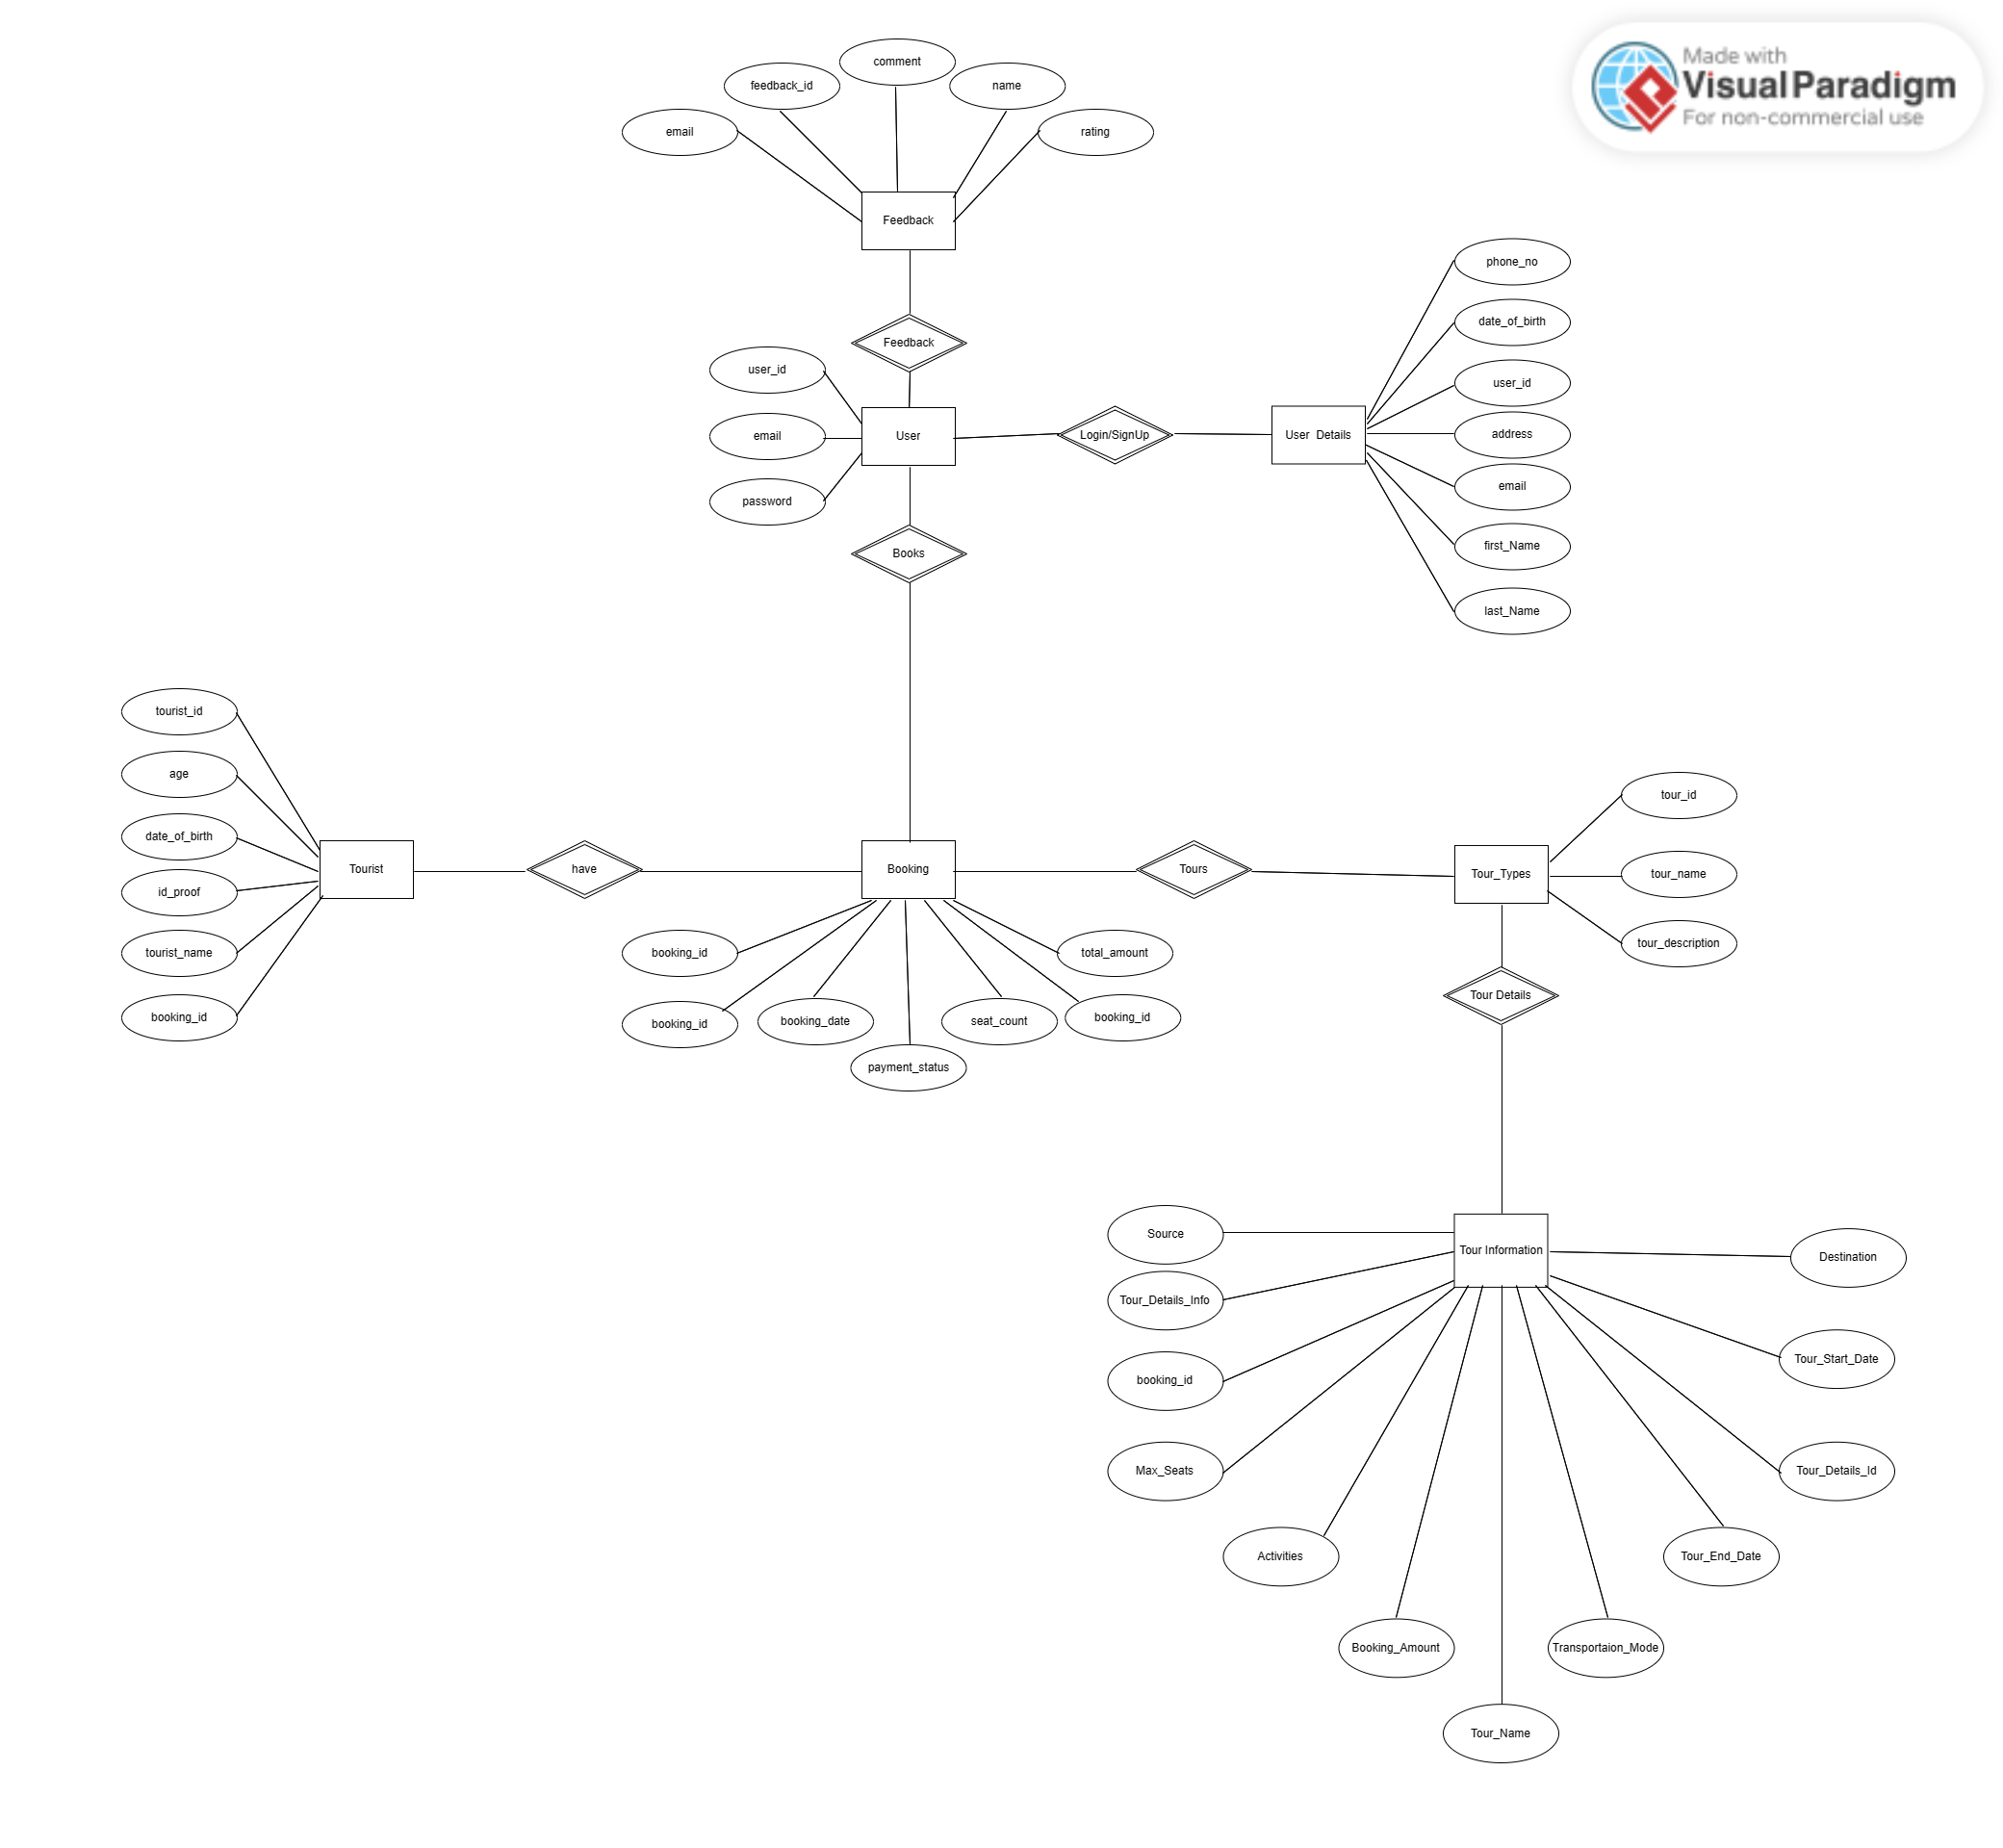 Made with
Visual Paradigm
For non-commercial use
comment
feedback_id
name
email
rating
Feedback
phone_no
date_of_birth
Feedback
user_id
user_id
email
User
Login/SignUp
User  Details
address
password
email
Books
first_Name
last_Name
tourist_id
age
tour_id
date_of_birth
Tourist
have
Booking
Tours
Tour_Types
tour_name
id_proof
tourist_name
booking_id
total_amount
tour_description
Tour Details
booking_id
booking_id
booking_date
seat_count
booking_id
payment_status
Source
Tour Information
Destination
Tour_Details_Info
Tour_Start_Date
booking_id
Max_Seats
Tour_Details_Id
Activities
Tour_End_Date
Booking_Amount
Transportaion_Mode
Tour_Name